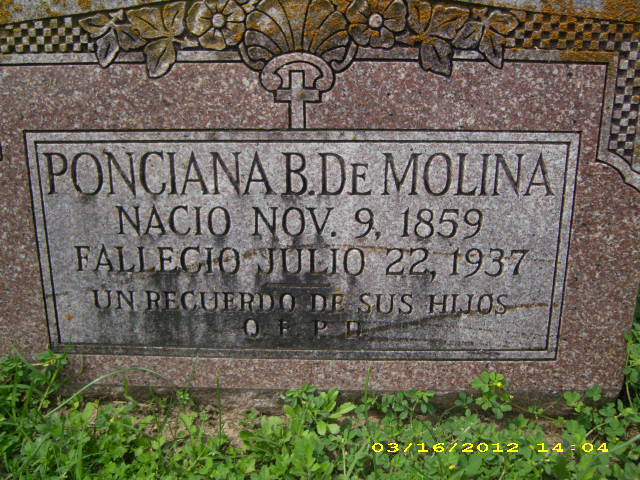 PONCIANA B. DE MOLINA
NACIO NOV. 9, 1859
FALLECIO JULIO 22, 1937
UN RECUERDO DE SUS HIJOS
03/16/2012 14:04